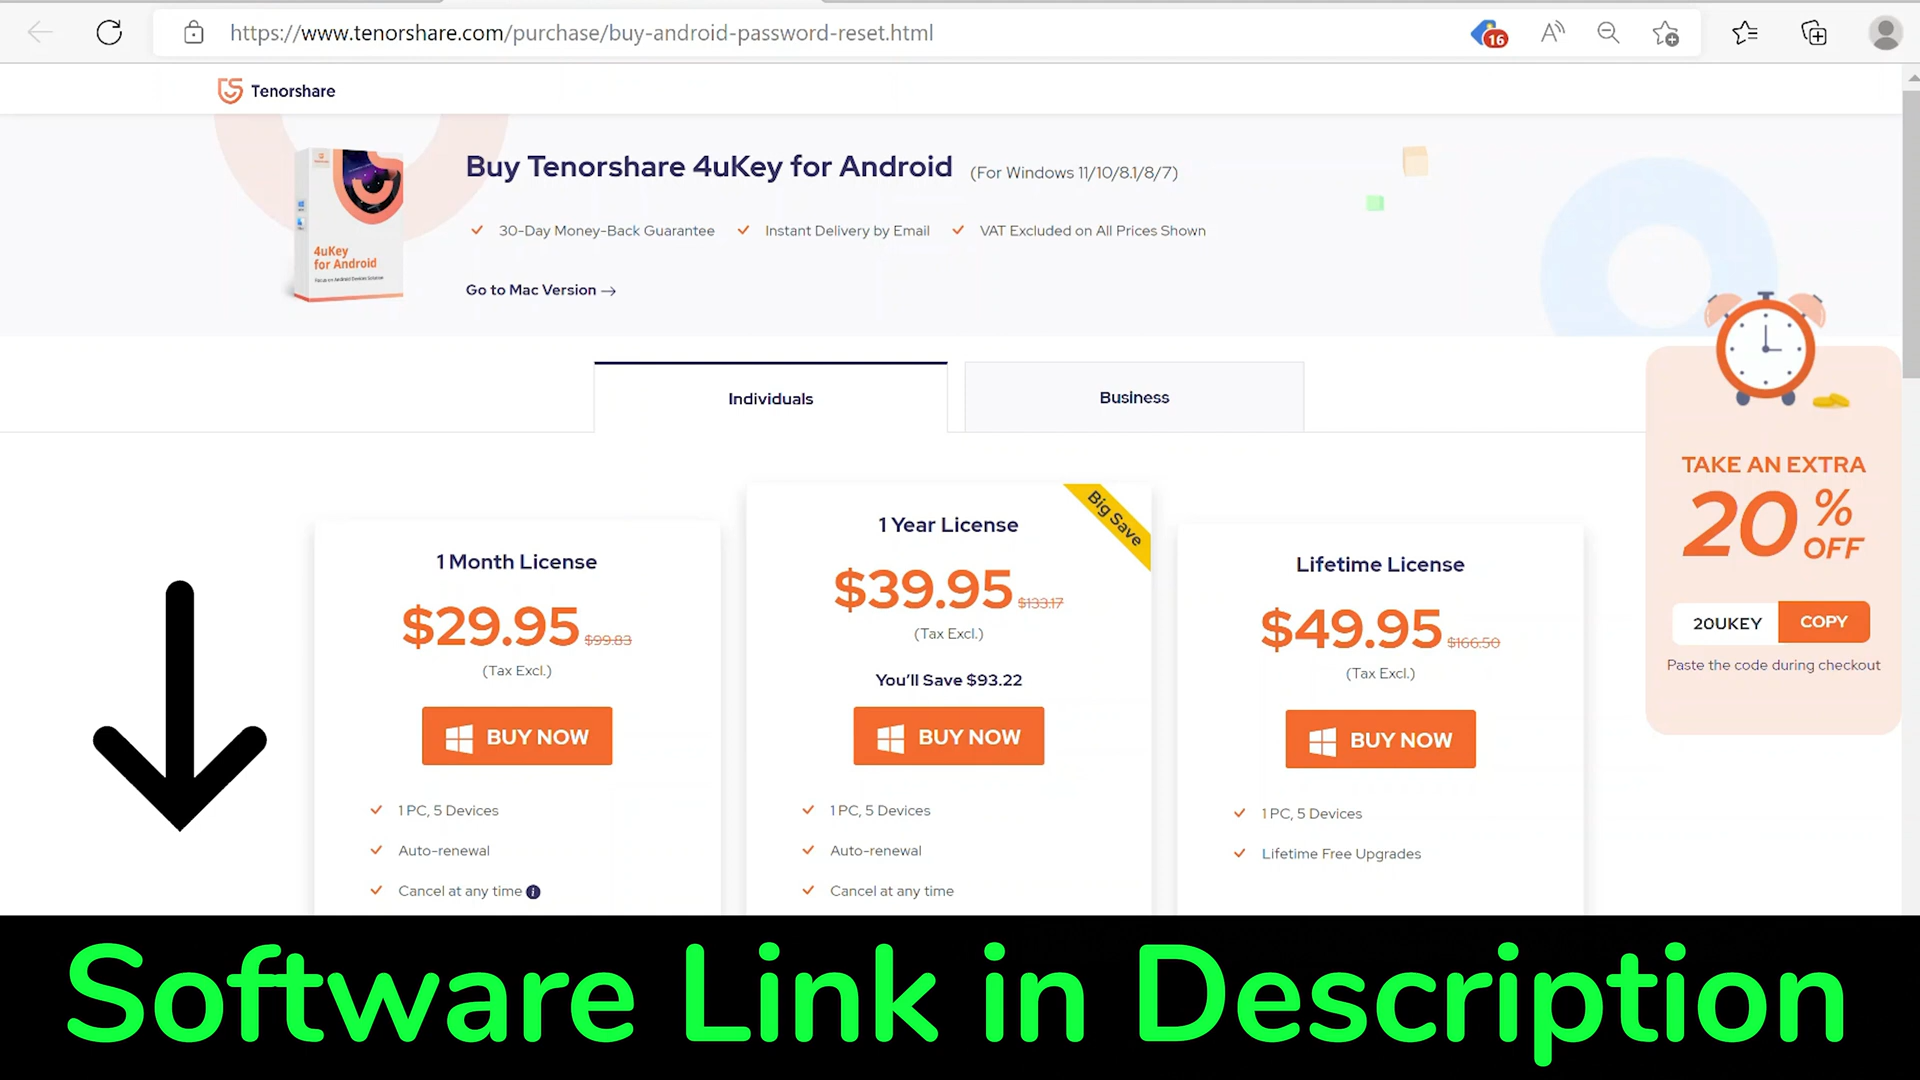 https://www.tenorshare.com/purchase/buy-android-password-reset.html
16
Tenorshare
Buy Tenorshare 4uKey for Android (For Windows 11/10/8.1/8/7)
30-Day Money-Back Guarantee
Instant Delivery by Email
VAT Excluded on All Prices Shown
Go to Mac Version →
4uKey
for Android
Individuals
Business
1 Month License
$29.95 $99.83
(Tax Excl.)
BUY NOW
1 PC, 5 Devices
Auto-renewal
Cancel at any time
Big Save
1 Year License
$39.95 $133.17
(Tax Excl.)
You'll Save $93.22
BUY NOW
1 PC, 5 Devices
Auto-renewal
Cancel at any time
Lifetime License
$49.95 $166.50
(Tax Excl.)
BUY NOW
1 PC, 5 Devices
Lifetime Free Upgrades
TAKE AN EXTRA
20% OFF
20UKEY
COPY
Paste the code during checkout
Software Link in Description